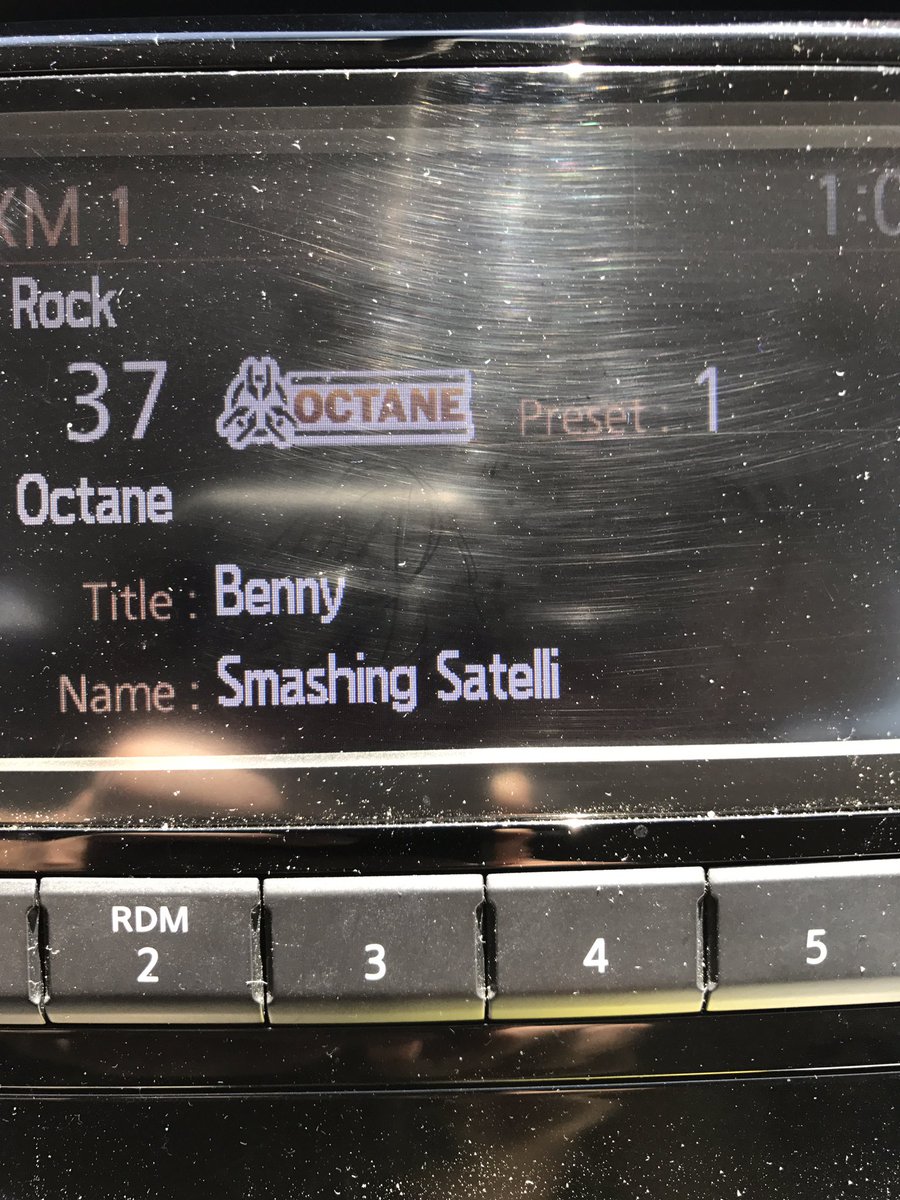 XM 1 1:0
Rock
37 OCTANE Preset : 1
Octane
Title : Benny
Name : Smashing Satelli
RDM
2 3 4 5